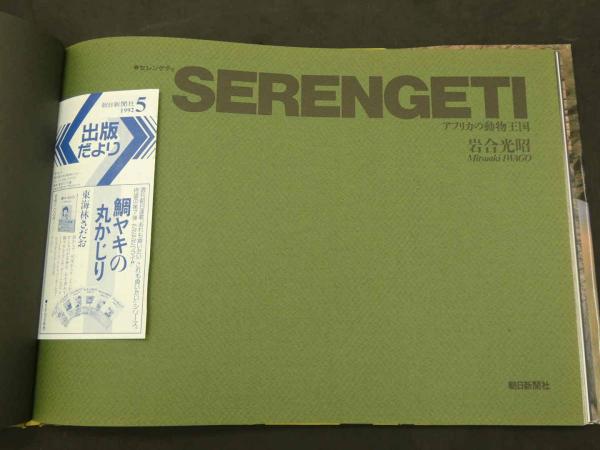 セレンゲティ
SERENGETI
アフリカの動物王国
岩合光昭
Mitsuaki IWAGO
朝日新聞社
朝日新聞社
1992
5
出版
だより
鯛ヤキの
丸かじり
東海林さだお